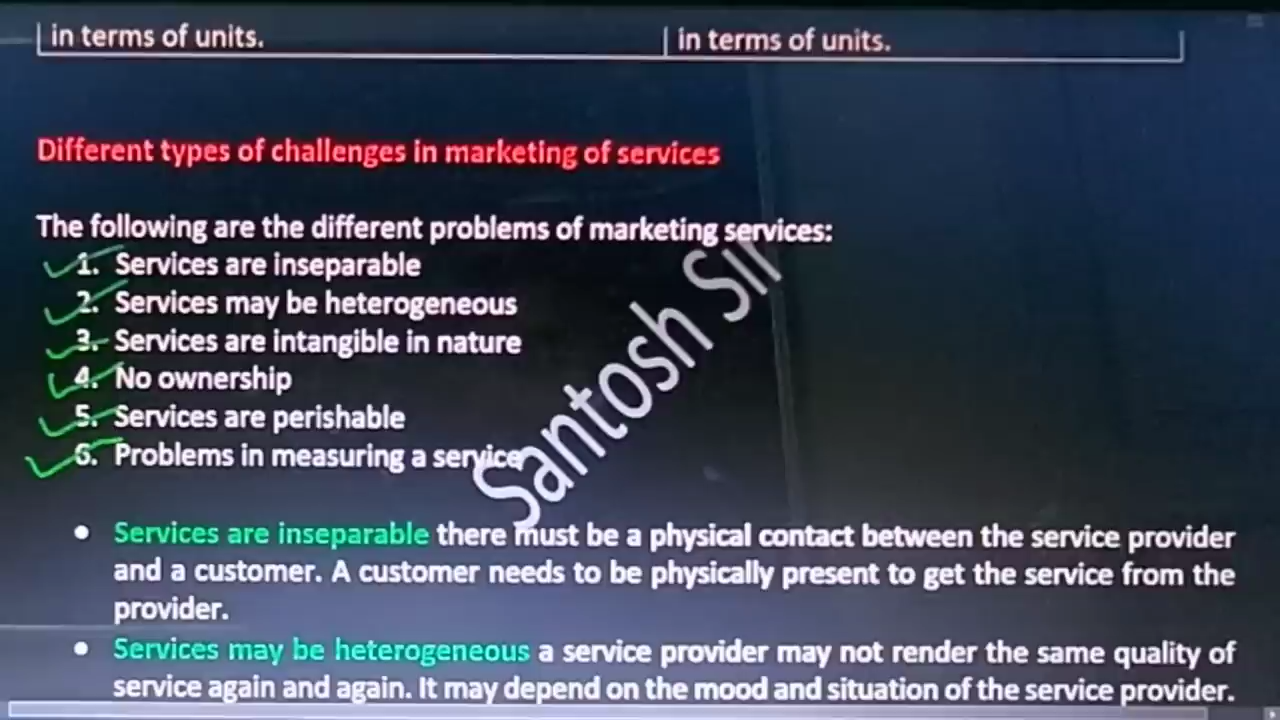 in terms of units. in terms of units.
Different types of challenges in marketing of services
The following are the different problems of marketing services:
1. Services are inseparable
2. Services may be heterogeneous
3. Services are intangible in nature
4. No ownership
5. Services are perishable
6. Problems in measuring a service
Santosh Sir
• Services are inseparable there must be a physical contact between the service provider
and a customer. A customer needs to be physically present to get the service from the
provider.
• Services may be heterogeneous a service provider may not render the same quality of
service again and again. It may depend on the mood and situation of the service provider.